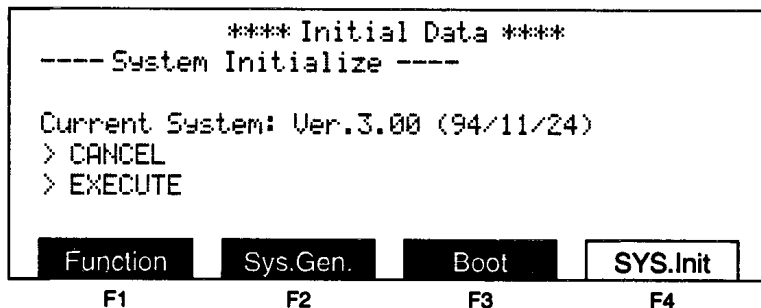 **** Initial Data ****
---- System Initialize ----
Current System: Ver.3.00 (94/11/24)
> CANCEL
> EXECUTE
Function Sys.Gen. Boot SYS.Init
F1 F2 F3 F4